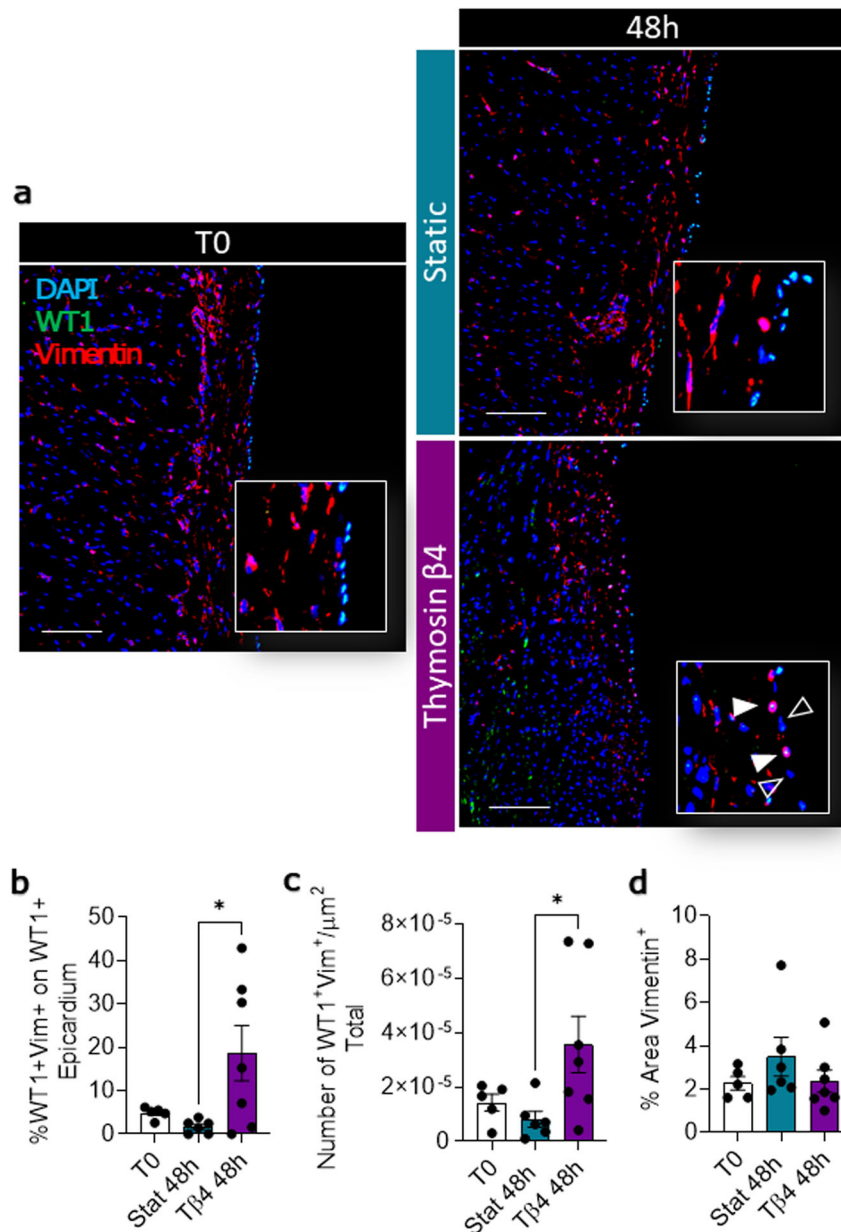 48h
a
T0
DAPI
WT1
Vimentin
Static
Thymosin β4
b
%WT1+Vim+ on WT1+
Epicardium
50
40
30
20
10
0
*
T0
Stat 48h
Tβ4 48h
c
Number of WT1⁺Vim⁺/μm²
Total
8×10⁻⁵
6×10⁻⁵
4×10⁻⁵
2×10⁻⁵
0
*
T0
Stat 48h
Tβ4 48h
d
% Area Vimentin⁺
10
8
6
4
2
0
T0
Stat 48h
Tβ4 48h